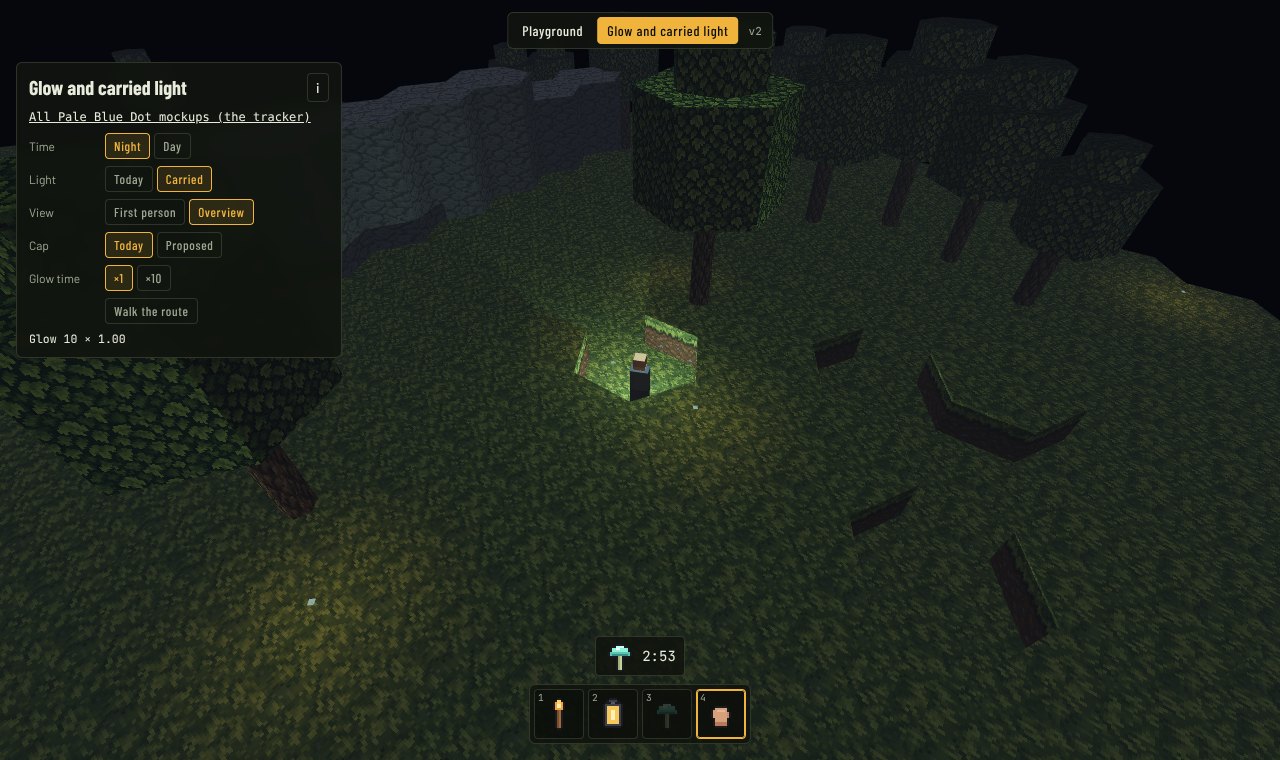 Playground Glow and carried light v2
Glow and carried light i
All Pale Blue Dot mockups (the tracker)
Time Night Day
Light Today Carried
View First person Overview
Cap Today Proposed
Glow time ×1 ×10
Walk the route
Glow 10 × 1.00
2:53
1 2 3 4